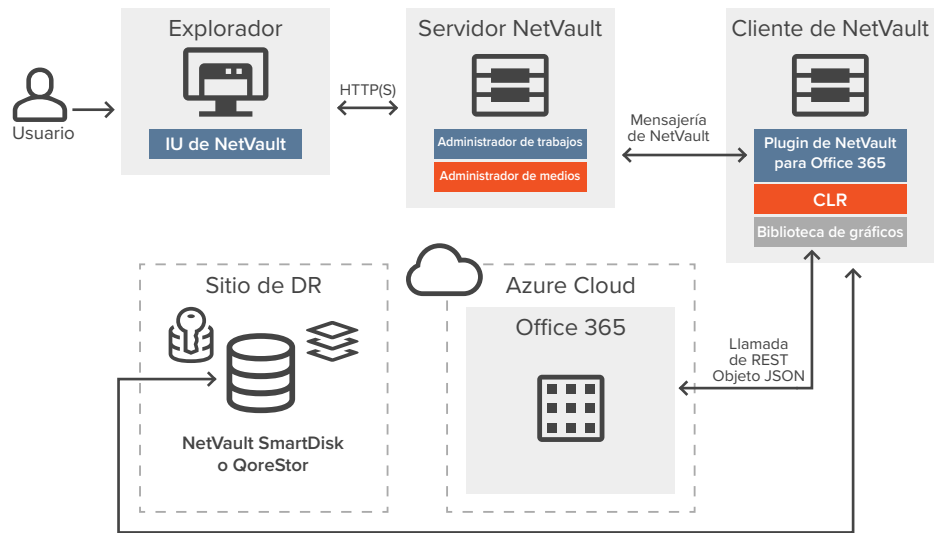 Explorador
Servidor NetVault
Cliente de NetVault
Usuario
IU de NetVault
HTTP(S)
Administrador de trabajos
Administrador de medios
Mensajería
de NetVault
Plugin de NetVault
para Office 365
CLR
Biblioteca de gráficos
Sitio de DR
NetVault SmartDisk
o QoreStor
Azure Cloud
Office 365
Llamada
de REST
Objeto JSON